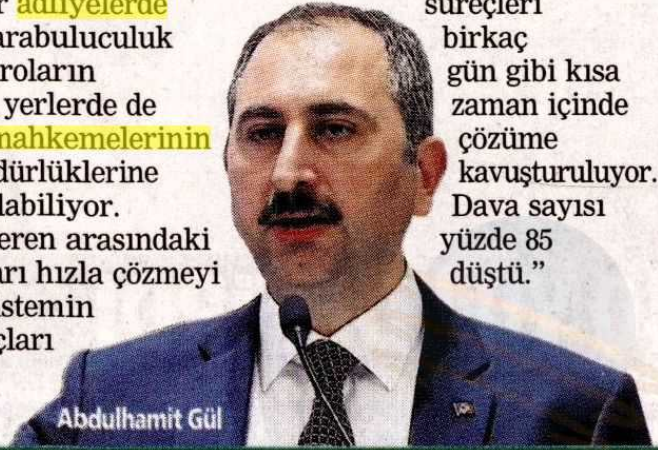 adliyelerde
arabuluculuk
roların
yerlerde de
mahkemelerinin
dürlüklerine
labiliyor.
eren arasındaki
arı hızla çözmeyi
stemin
çları
süreçleri
birkaç
gün gibi kısa
zaman içinde
çözüme
kavuşturuluyor.
Dava sayısı
yüzde 85
düştü.”
Abdulhamit Gül